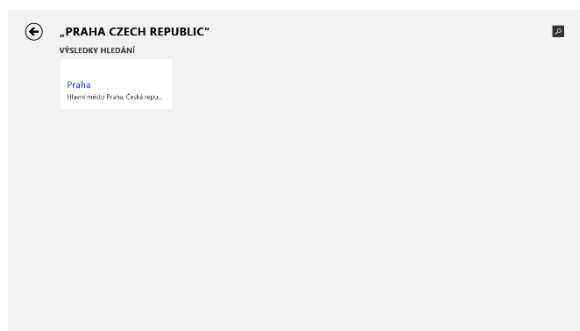 „PRAHA CZECH REPUBLIC“
VÝSLEDKY HLEDÁNÍ
Praha
Hlavní město Praha, Česká repu...